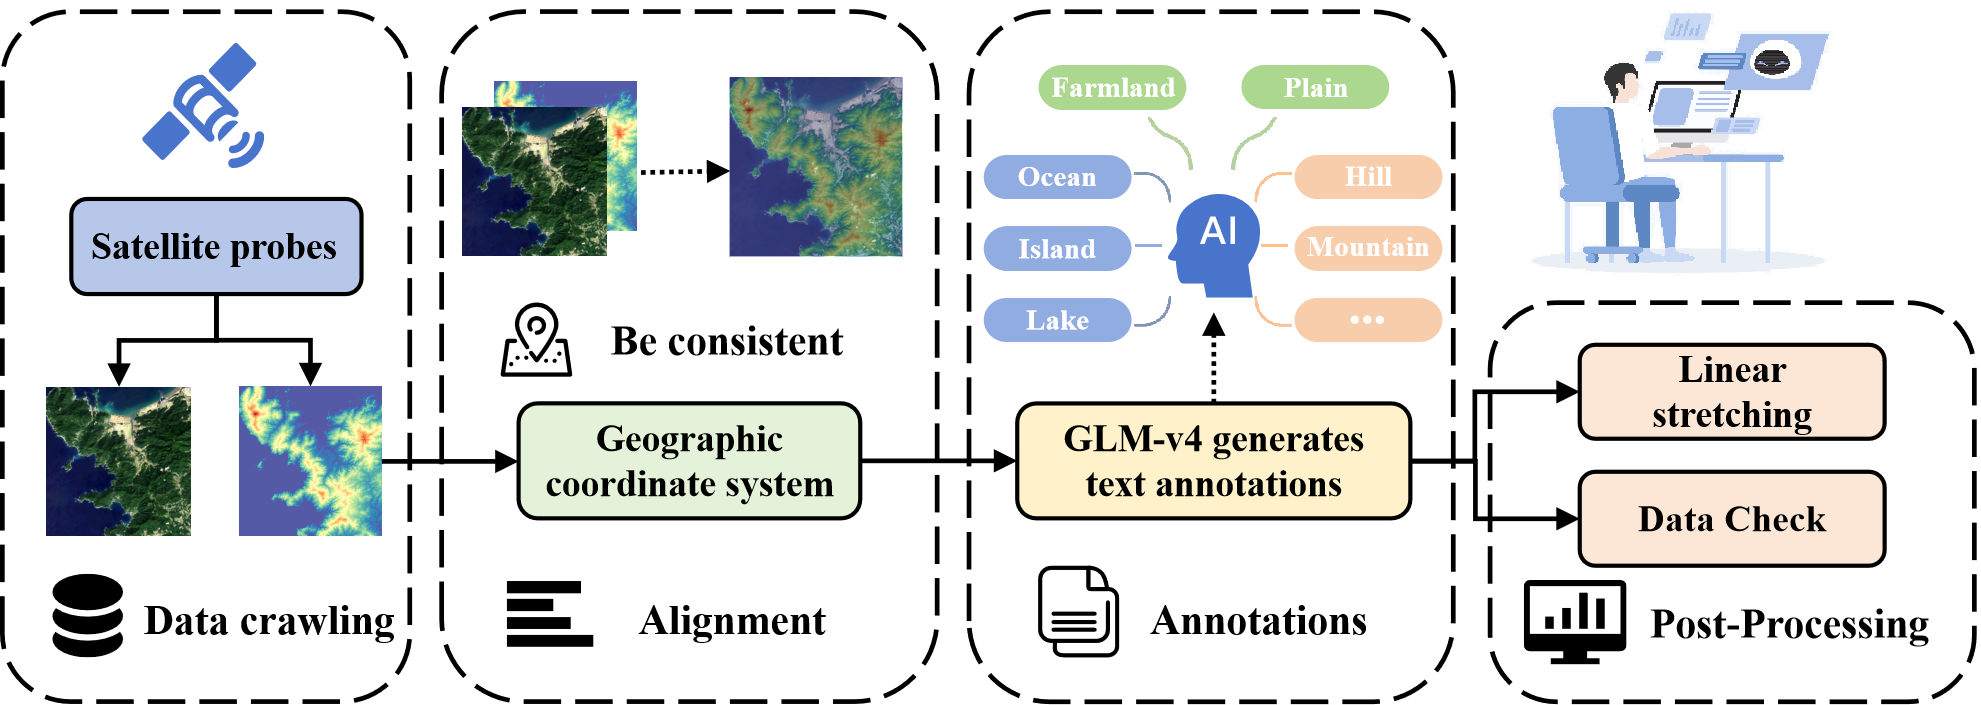 Satellite probes
Data crawling
Be consistent
Geographic
coordinate system
Alignment
Farmland
Plain
Ocean
Hill
AI
Island
Mountain
Lake
•••
GLM-v4 generates
text annotations
Annotations
Linear
stretching
Data Check
Post-Processing